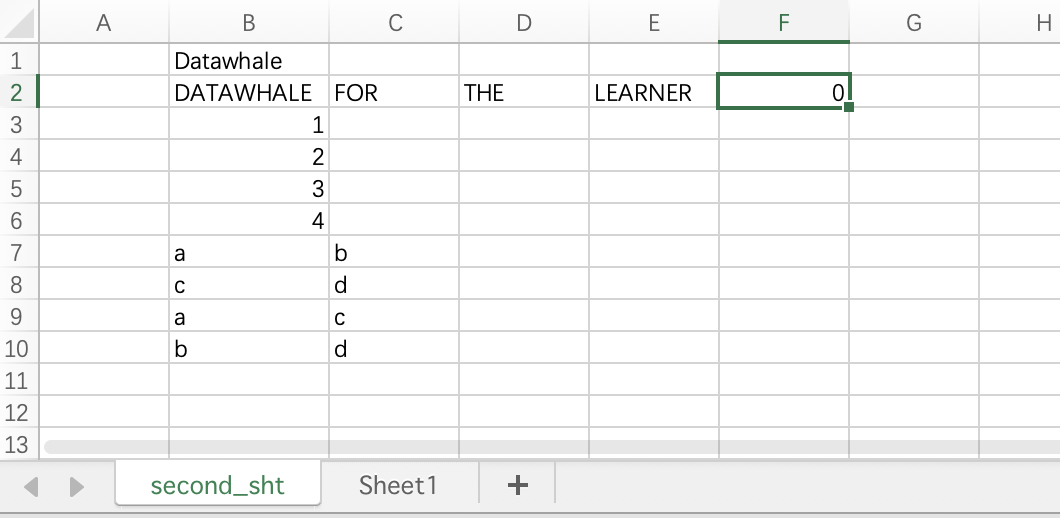 A B C D E F G H
1 Datawhale
2 DATAWHALE FOR THE LEARNER 0
3 1
4 2
5 3
6 4
7 a b
8 c d
9 a c
10 b d
11
12
13
second_sht Sheet1 +